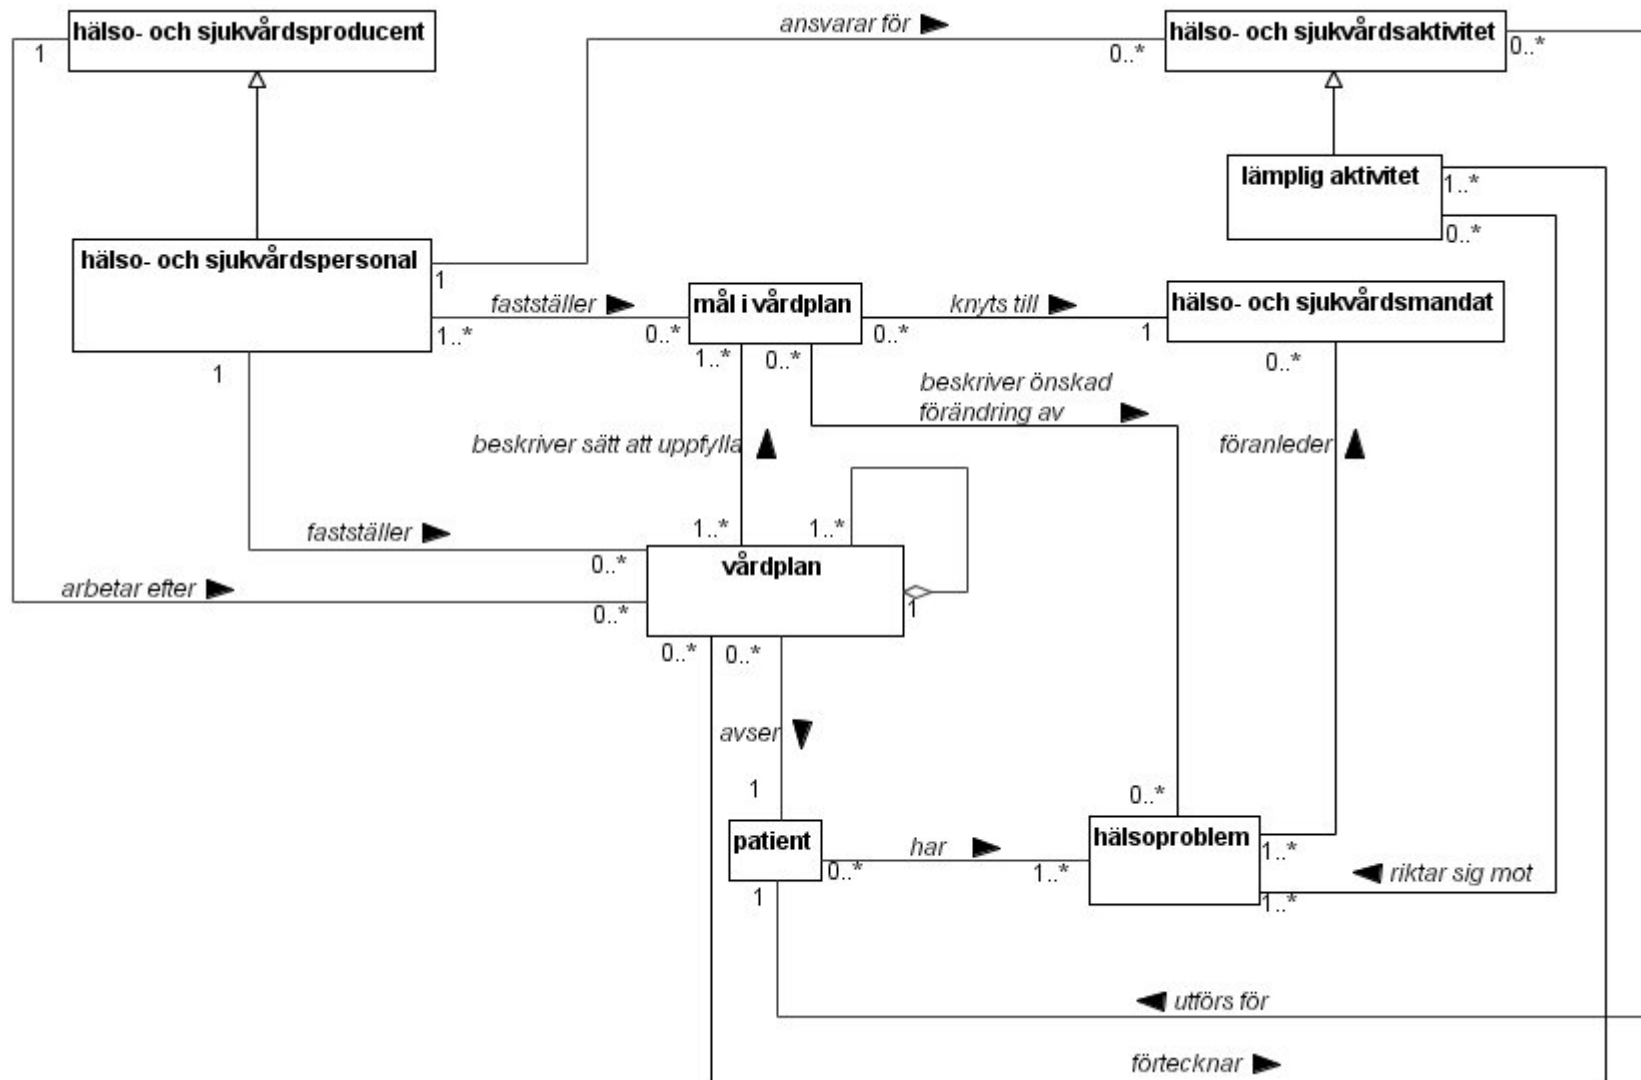 hälso- och sjukvårdsproducent
1
ansvarar för
0..*
hälso- och sjukvårdsaktivitet
0..*
lämplig aktivitet
1..*
0..*
hälso- och sjukvårdspersonal
1
1..*
1
fastställer
0..*
mål i vårdplan
1..*
0..*
0..*
knyts till
1
hälso- och sjukvårdsmandat
0..*
beskriver önskad
förändring av
beskriver sätt att uppfylla
föranleder
1..*
1..*
fastställer
0..*
vårdplan
1
arbetar efter
0..*
0..*
0..*
avser
1
0..*
patient
0..*
har
1..*
hälsoproblem
1..*
riktar sig mot
1..*
1
utförs för
förtecknar